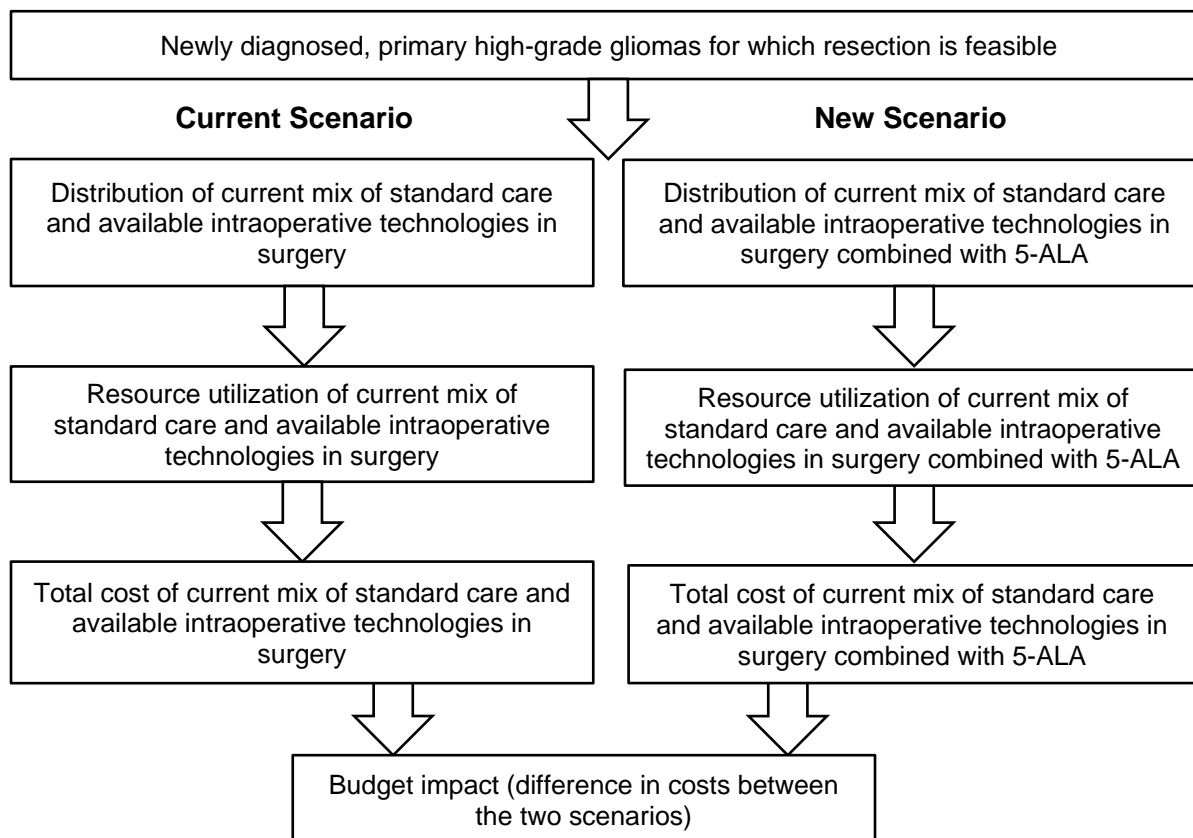 Newly diagnosed, primary high-grade gliomas for which resection is feasible
Current Scenario
New Scenario
Distribution of current mix of standard care
and available intraoperative technologies in
surgery
Distribution of current mix of standard care
and available intraoperative technologies in
surgery combined with 5-ALA
Resource utilization of current mix of
standard care and available intraoperative
technologies in surgery
Resource utilization of current mix of
standard care and available intraoperative
technologies in surgery combined with 5-ALA
Total cost of current mix of standard care and
available intraoperative technologies in
surgery
Total cost of current mix of standard care
and available intraoperative technologies in
surgery combined with 5-ALA
Budget impact (difference in costs between
the two scenarios)